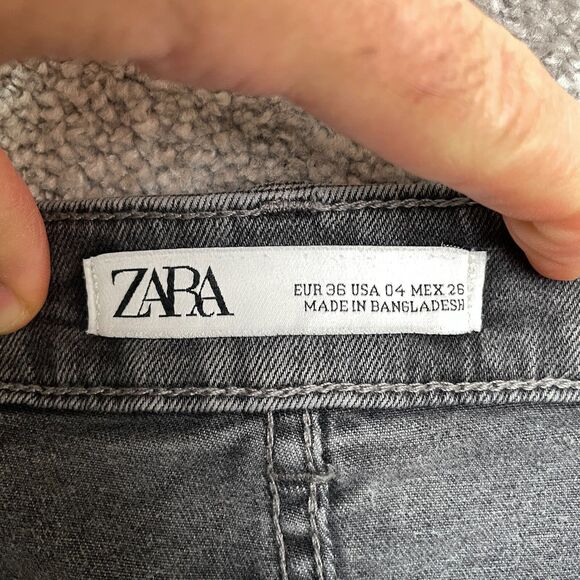 ZARA
EUR 36 USA 04 MEX 26
MADE IN BANGLADESH